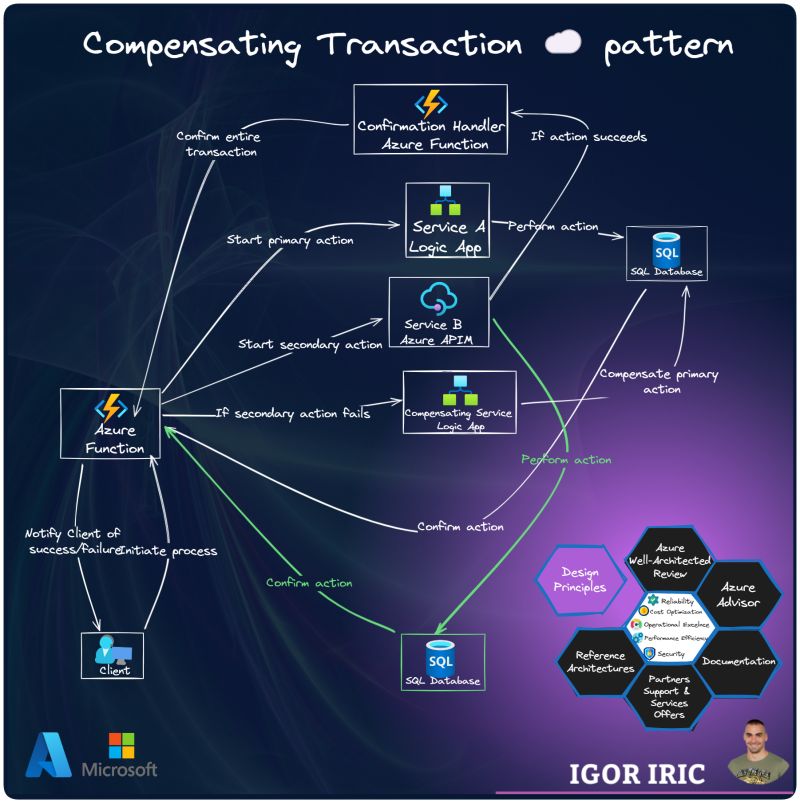 Compensating Transaction pattern
Confirmation Handler
Azure Function
Confirm entire
transaction
If action succeeds
Service A
Logic App
Perform action
Start primary action
SQL
SQL Database
Service B
Azure APIM
Start secondary action
Compensate primary
action
Compensating Service
Logic App
If secondary action fails
Azure
Function
Perform action
Confirm action
Notify Client of
success/failure
Initiate process
Confirm action
Client
SQL
SQL Database
Azure
Well-Architected
Review
Design
Principles
Azure
Advisor
Reliability
Cost Optimization
Operational Excelnce
Performance Efficiency
Security
Reference
Architectures
Documentation
Partners
Support &
Services
Offers
Microsoft
IGOR IRIC